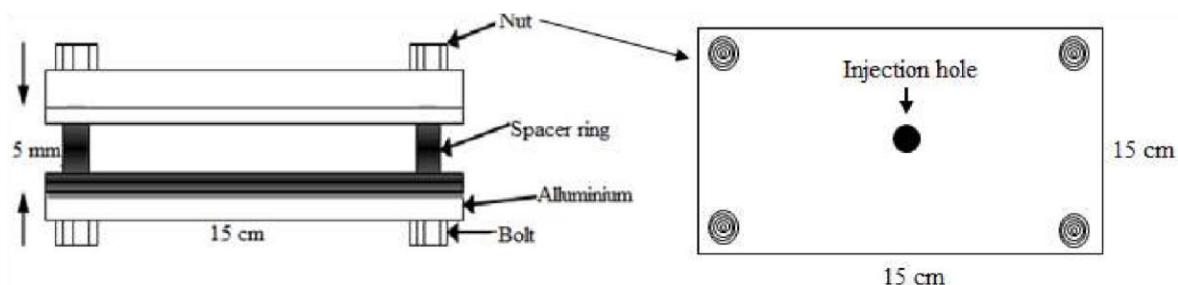 Nut
Injection hole
Spacer ring
5 mm
15 cm
Alluminium
15 cm
Bolt
15 cm